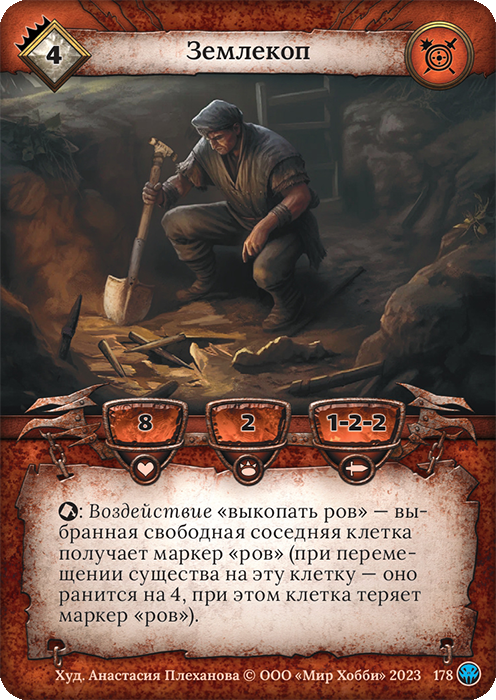 4
Землекоп
8
2
1-2-2
: Воздействие «выкопать ров» — вы-
бранная свободная соседняя клетка
получает маркер «ров» (при переме-
щении существа на эту клетку — оно
ранится на 4, при этом клетка теряет
маркер «ров»).
Худ. Анастасия Плеханова © ООО «Мир Хобби» 2023 178